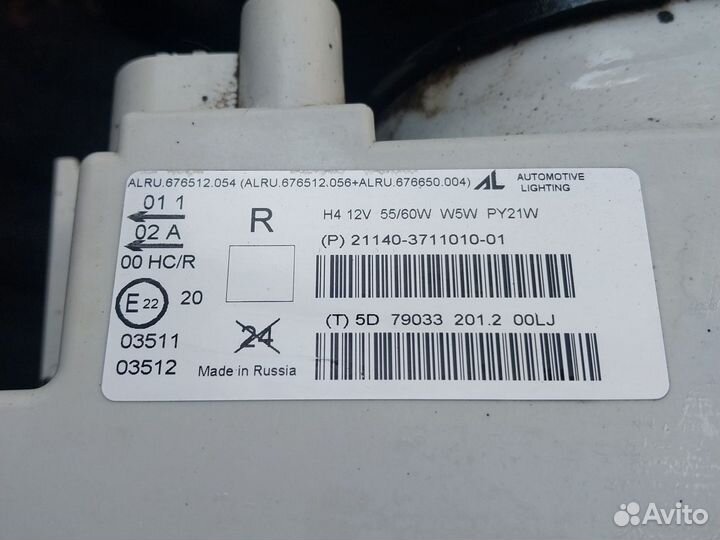 ALRU.676512.054 (ALRU.676512.056+ALRU.676650.004) AL AUTOMOTIVE LIGHTING
01 1
02 A
00 HC/R
E 22 20
03511
03512
R
24
Made in Russia
H4 12V 55/60W W5W PY21W
(P) 21140-3711010-01
(T) 5D 79033 201.2 00LJ
Avito